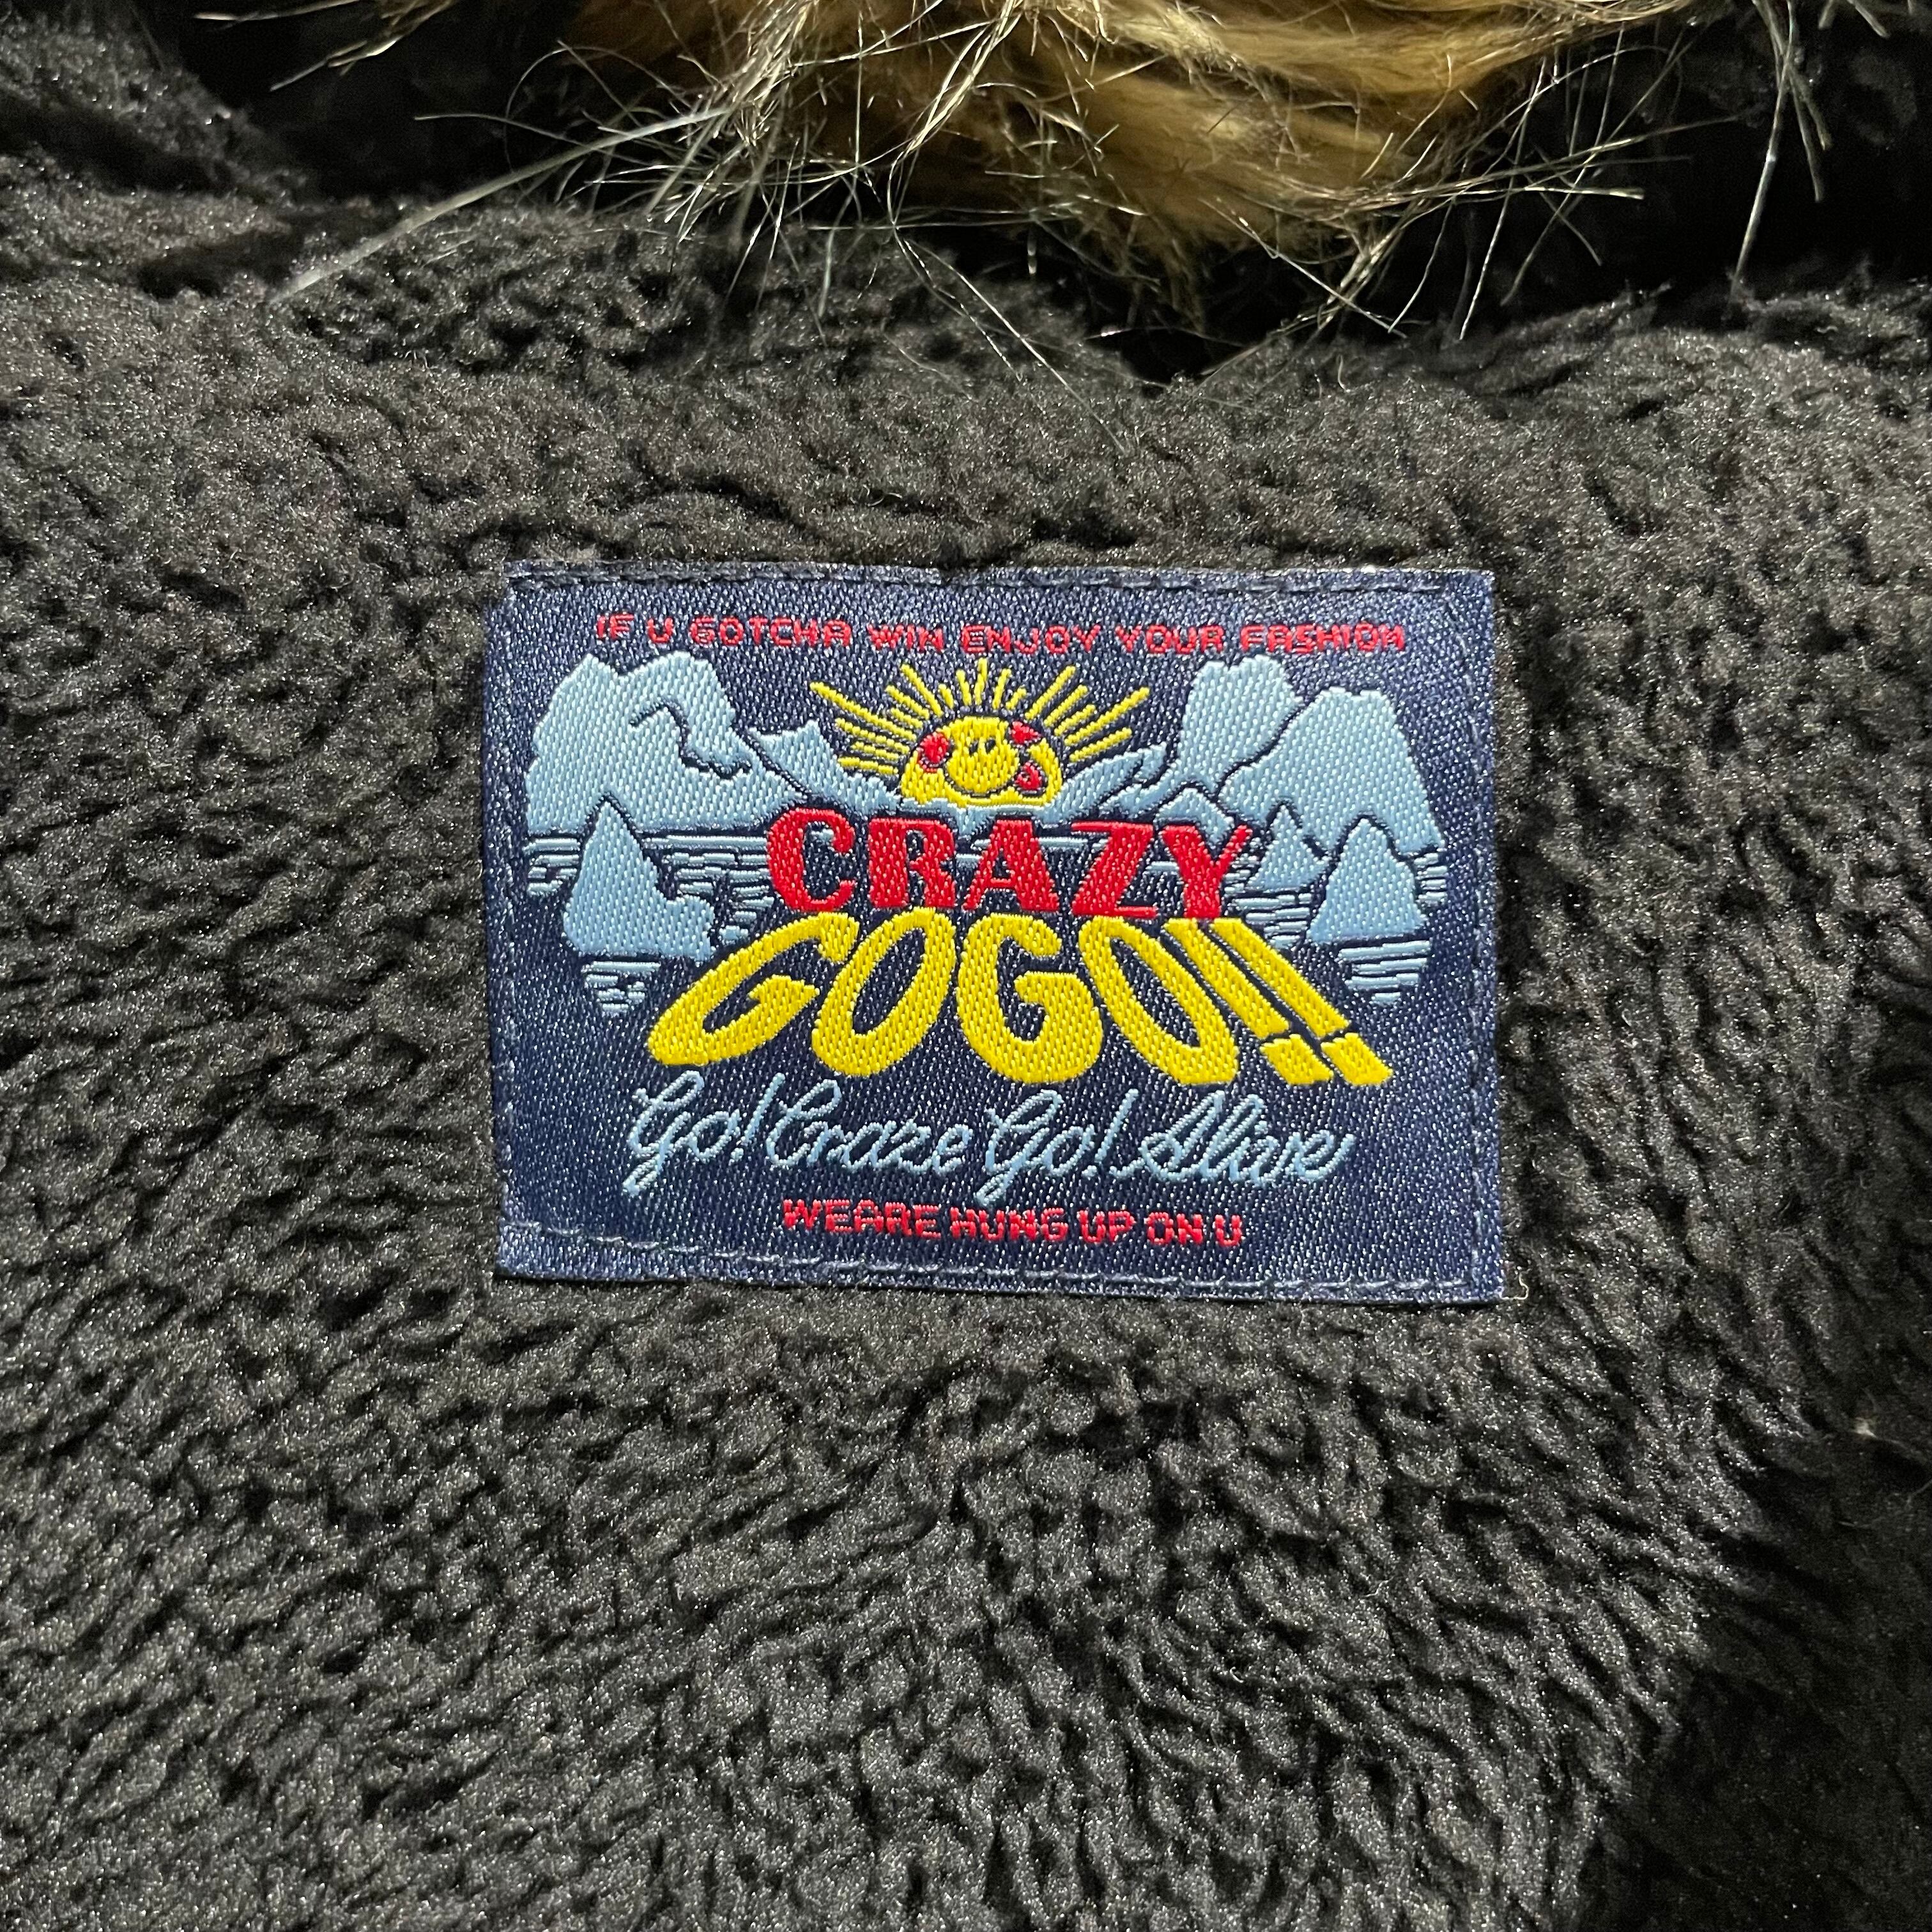 IF U GOTCHA WIN ENJOY YOUR FASHION
CRAZY
GOGO!!
Go! Craze Go! Alive
WEARE HUNG UP ON U